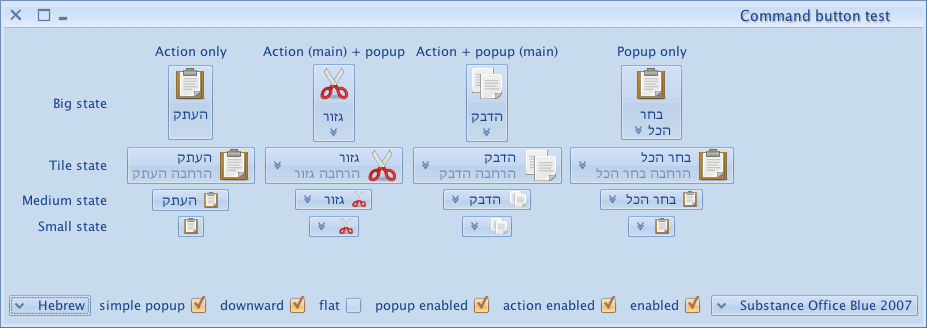 Command button test
Action only
Action (main) + popup
Action + popup (main)
Popup only
Big state
העתק
גזור
הדבק
בחר
הכל
Tile state
העתק
הרחבה העתק
גזור
הרחבה גזור
הדבק
הרחבה הדבק
בחר הכל
הרחבה בחר הכל
Medium state
העתק
גזור
הדבק
בחר הכל
Small state
Hebrew
simple popup
downward
flat
popup enabled
action enabled
enabled
Substance Office Blue 2007